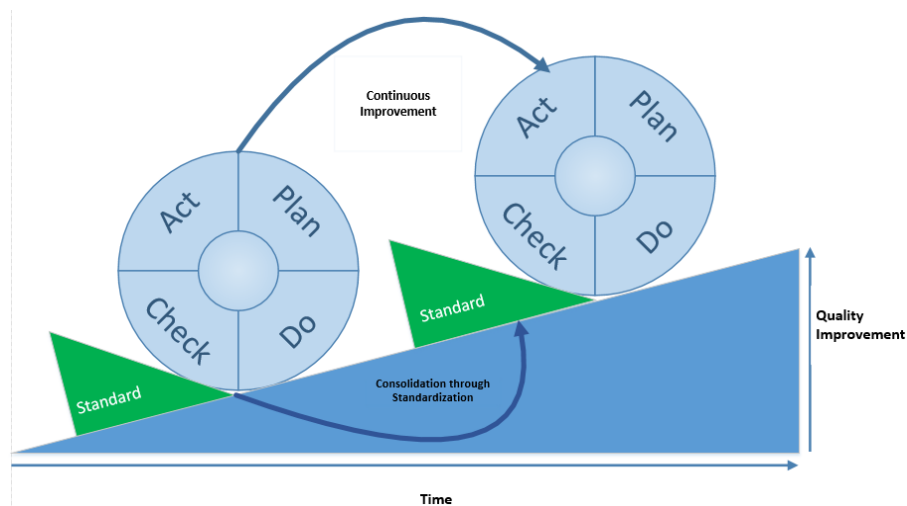 Continuous
Improvement
Act
Plan
Check
Do
Act
Plan
Check
Do
Standard
Standard
Consolidation through
Standardization
Quality
Improvement
Time